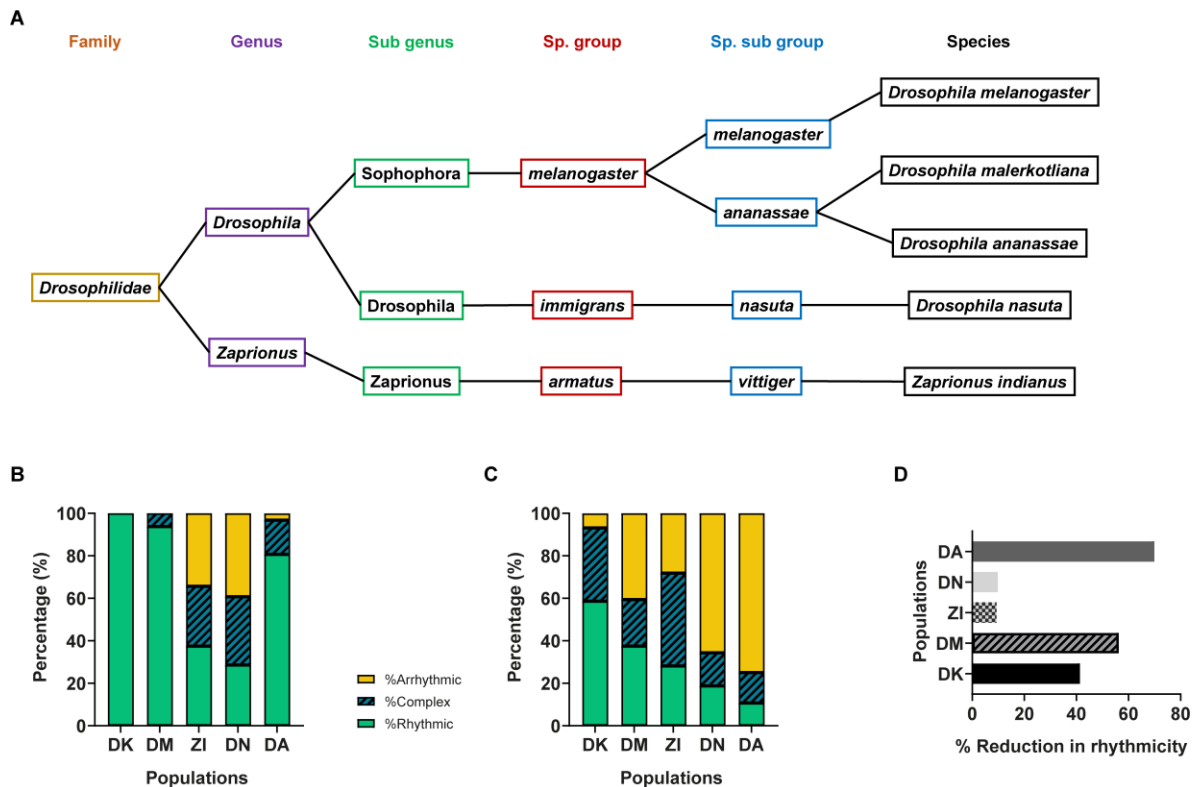 A
Family Genus Sub genus Sp. group Sp. sub group Species
Drosophila melanogaster
melanogaster
Sophophora melanogaster Drosophila malerkotliana
Drosophila ananassae
Drosophila ananassae
Drosophilidae Drosophila immigrans nasuta Drosophila nasuta
Zaprionus
Zaprionus armatus vittiger Zaprionus indianus
B
Percentage (%)
100
80
60
40
20
0
DK DM ZI DN DA
Populations
%Arrhythmic
%Complex
%Rhythmic
C
Percentage (%)
100
80
60
40
20
0
DK DM ZI DN DA
Populations
D
Populations
DA
DN
ZI
DM
DK
0 20 40 60 80
% Reduction in rhythmicity